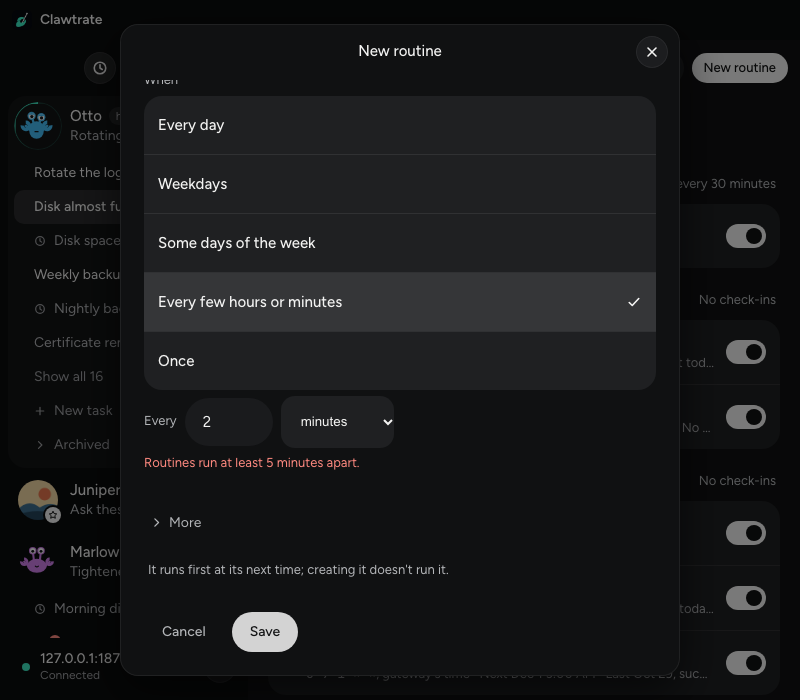 Clawtrate
New routine
New routine
When
Otto
Rotating
every 30 minutes
Every day
Rotate the log
Weekdays
Disk almost fu
Disk space
Some days of the week
Weekly backu
Every few hours or minutes
No check-ins
Nightly ba
Certificate re
Once
Show all 16
New task
Every 2 minutes
No ...
Archived
Routines run at least 5 minutes apart.
No check-ins
Juniper
Ask thes
More
Marlow
Tightene
It runs first at its next time; creating it doesn't run it.
Morning di
Cancel
Save
127.0.0.1:187
Connected